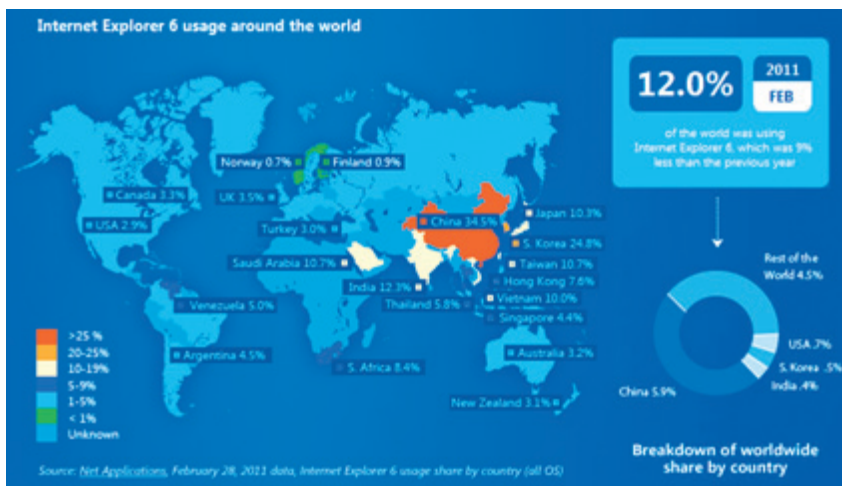 Internet Explorer 6 usage around the world
12.0%
2011
FEB
of the world was using
Internet Explorer 6, which was 9%
less than the previous year
Norway 0.7%
Finland 0.9%
Canada 3.3%
UK 3.5%
USA 2.9%
Turkey 3.0%
China 34.5%
Japan 10.3%
S. Korea 24.8%
Saudi Arabia 10.7%
Taiwan 10.7%
India 12.3%
Hong Kong 7.6%
Venezuela 5.0%
Thailand 5.8%
Vietnam 10.0%
Singapore 4.4%
Argentina 4.5%
S. Africa 8.4%
Australia 3.2%
New Zealand 3.1%
>25 %
20-25%
10-19%
5-9%
1-5%
< 1%
Unknown
Rest of the
World 4.5%
USA .7%
S. Korea .5%
India .4%
China 5.9%
Breakdown of worldwide
share by country
Source: Net Applications, February 28, 2011 data, Internet Explorer 6 usage share by country (all OS)